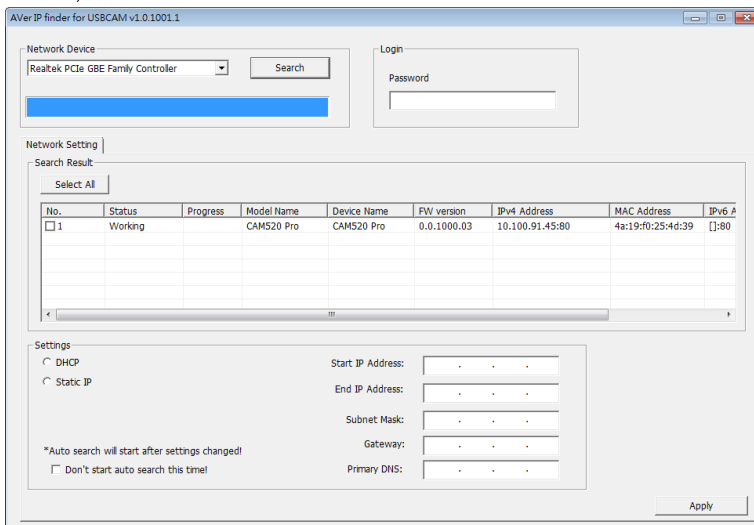 AVer IP finder for USBCAM v1.0.1001.1
Network Device
Login
Realtek PCIe GBE Family Controller
Search
Password
Network Setting
Search Result
Select All
No. Status Progress Model Name Device Name FW version IPv4 Address MAC Address IPv6 A
1 Working CAM520 Pro CAM520 Pro 0.0.1000.03 10.100.91.45:80 4a:19:f0:25:4d:39 []:80
Settings
DHCP
Start IP Address: . . .
Static IP
End IP Address: . . .
Subnet Mask: . . .
*Auto search will start after settings changed!
Gateway: . . .
Don't start auto search this time!
Primary DNS: . . .
Apply